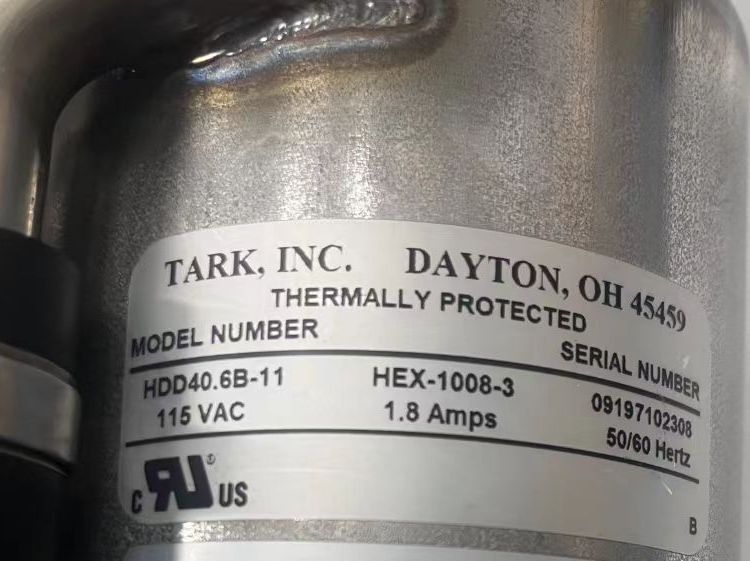 TARK, INC. DAYTON, OH 45459
THERMALLY PROTECTED
MODEL NUMBER SERIAL NUMBER
HDD40.6B-11 HEX-1008-3 09197102308
115 VAC 1.8 Amps 50/60 Hertz
c RU ® US
B